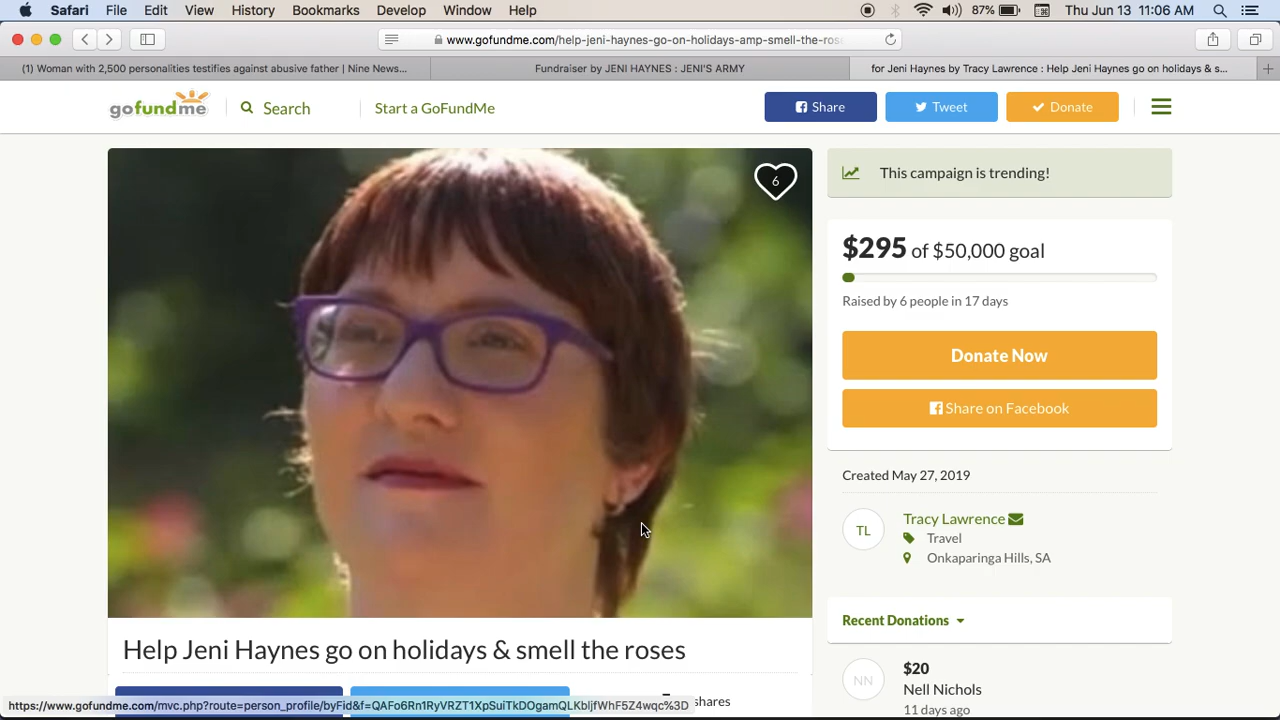 Safari File Edit View History Bookmarks Develop Window Help 87% Thu Jun 13 11:06 AM
www.gofundme.com/help-jeni-haynes-go-on-holidays-amp-smell-the-ros
(1) Woman with 2,500 personalities testifies against abusive father | Nine News... Fundraiser by JENI HAYNES : JENI'S ARMY for Jeni Haynes by Tracy Lawrence : Help Jeni Haynes go on holidays & s...
gofundme Search Start a GoFundMe Share Tweet Donate
6
This campaign is trending!
$295 of $50,000 goal
Raised by 6 people in 17 days
Donate Now
Share on Facebook
Created May 27, 2019
TL
Tracy Lawrence
Travel
Onkaparinga Hills, SA
Recent Donations
NN
$20
Nell Nichols
11 days ago
Help Jeni Haynes go on holidays & smell the roses
shares
https://www.gofundme.com/mvc.php?route=person_profile/byFid&f=QAFo6Rn1RyVRZT1XpSuiTkDOgamQLKbljfWhF5Z4wqc%3D